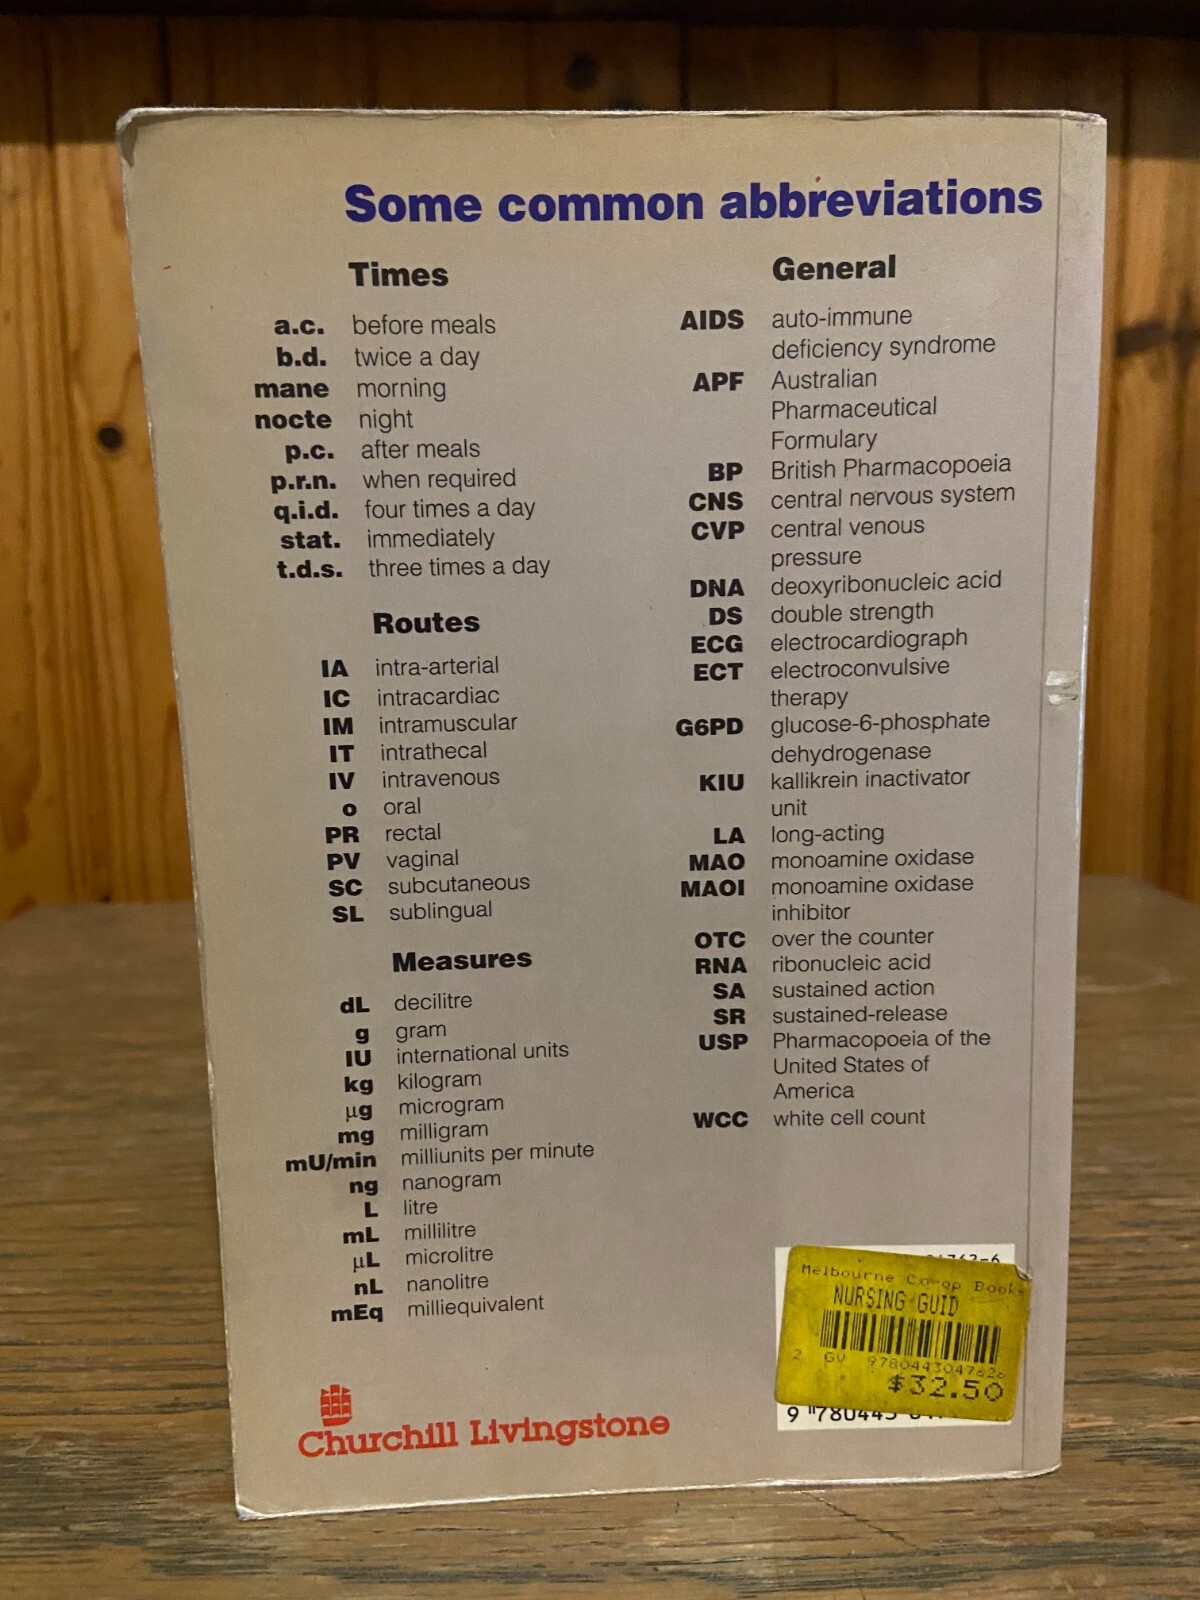 Some common abbreviations
Times
a.c. before meals
b.d. twice a day
mane morning
nocte night
p.c. after meals
p.r.n. when required
q.i.d. four times a day
stat. immediately
t.d.s. three times a day
Routes
IA intra-arterial
IC intracardiac
IM intramuscular
IT intrathecal
IV intravenous
o oral
PR rectal
PV vaginal
SC subcutaneous
SL sublingual
Measures
dL decilitre
g gram
IU international units
kg kilogram
µg microgram
mg milligram
mU/min milliunits per minute
ng nanogram
L litre
mL millilitre
µL microlitre
nL nanolitre
mEq milliequivalent
General
AIDS auto-immune
deficiency syndrome
APF Australian
Pharmaceutical
Formulary
BP British Pharmacopoeia
CNS central nervous system
CVP central venous
pressure
DNA deoxyribonucleic acid
DS double strength
ECG electrocardiograph
ECT electroconvulsive
therapy
G6PD glucose-6-phosphate
dehydrogenase
KIU kallikrein inactivator
unit
LA long-acting
MAO monoamine oxidase
MAOI monoamine oxidase
inhibitor
OTC over the counter
RNA ribonucleic acid
SA sustained action
SR sustained-release
USP Pharmacopoeia of the
United States of
America
WCC white cell count
Churchill Livingstone
Melbourne Co-op Books
NURSING GUID
2 GV 9780443047626
$32.50